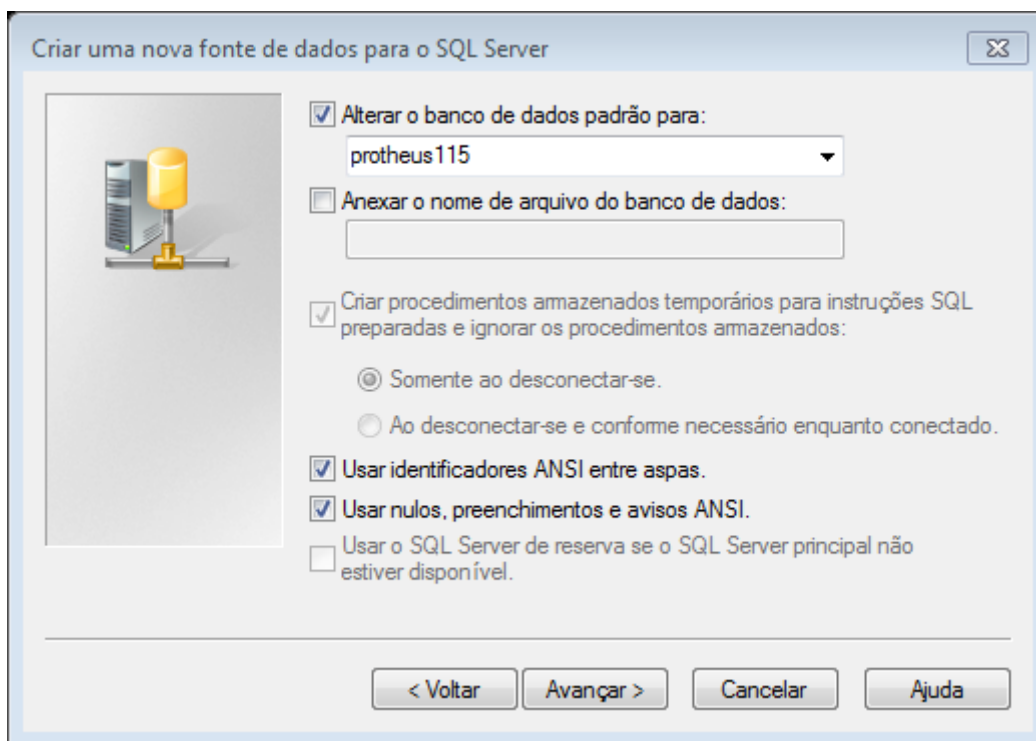 Criar uma nova fonte de dados para o SQL Server
Alterar o banco de dados padrão para:
protheus115
Anexar o nome de arquivo do banco de dados:
Criar procedimentos armazenados temporários para instruções SQL
preparadas e ignorar os procedimentos armazenados:
Somente ao desconectar-se.
Ao desconectar-se e conforme necessário enquanto conectado.
Usar identificadores ANSI entre aspas.
Usar nulos, preenchimentos e avisos ANSI.
Usar o SQL Server de reserva se o SQL Server principal não
estiver disponível.
< Voltar Avançar > Cancelar Ajuda